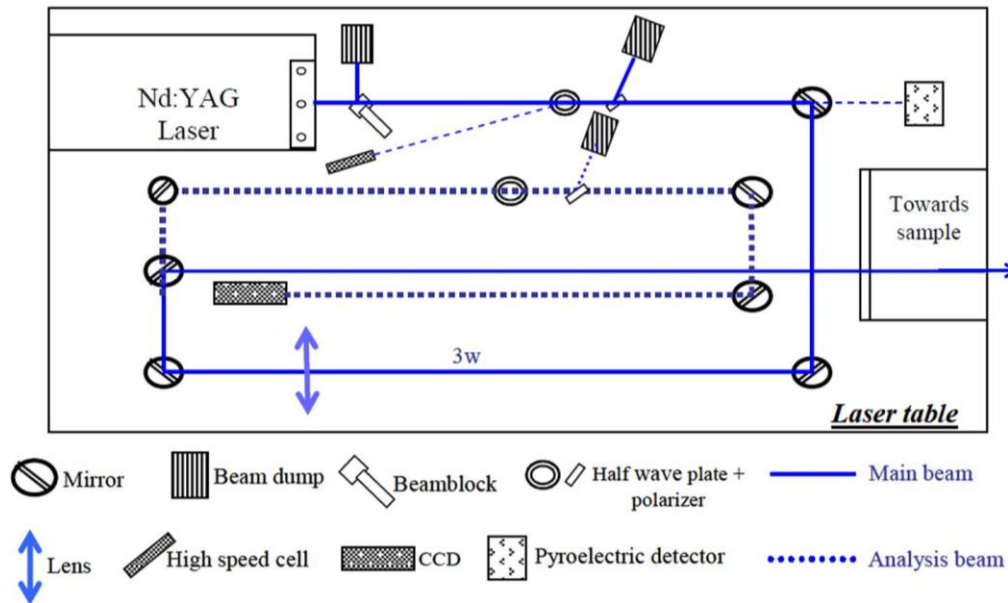 Nd:YAG
Laser
Towards
sample
3w
Laser table
Mirror
Beam dump
Beamblock
Half wave plate +
polarizer
Main beam
Lens
High speed cell
CCD
Pyroelectric detector
Analysis beam